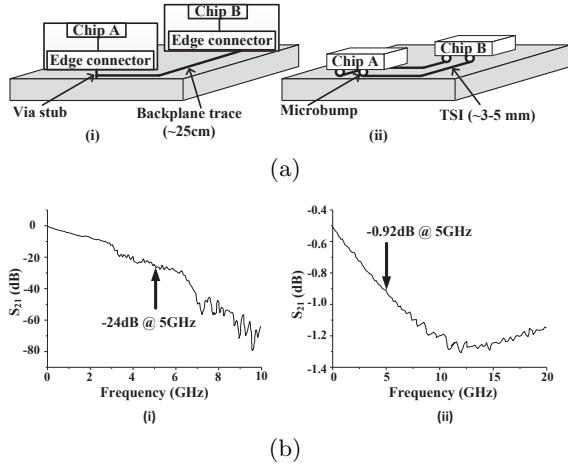 Chip A
Edge connector
Chip B
Edge connector
Via stub
Backplane trace
(~25cm)
(i)
Chip A
Chip B
Microbump
TSI (~3-5 mm)
(ii)
(a)
S21 (dB)
0
-20
-40
-60
-80
-24dB @ 5GHz
0 2 4 6 8 10
Frequency (GHz)
(i)
S21 (dB)
-0.4
-0.6
-0.8
-1.0
-1.2
-1.4
-0.92dB @ 5GHz
0 5 10 15 20
Frequency (GHz)
(ii)
(b)